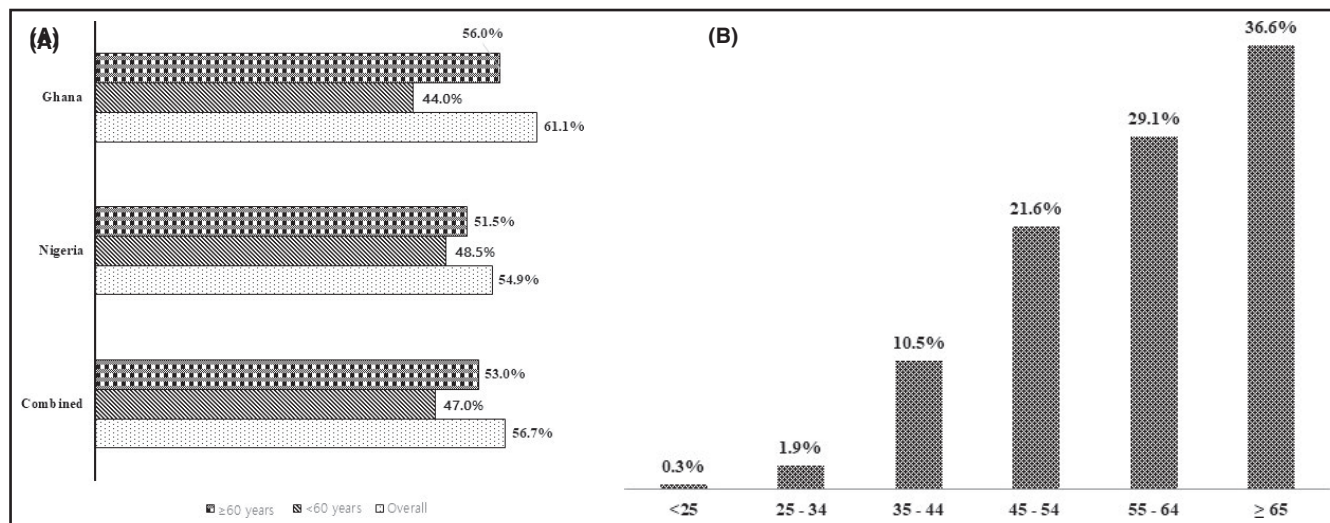 (A)
(A)
56.0%
Ghana
44.0%
61.1%
51.5%
Nigeria
48.5%
54.9%
53.0%
Combined
47.0%
56.7%
≥60 years <60 years Overall
(B)
0.3%
1.9%
10.5%
21.6%
29.1%
36.6%
<25 25 - 34 35 - 44 45 - 54 55 - 64 ≥ 65